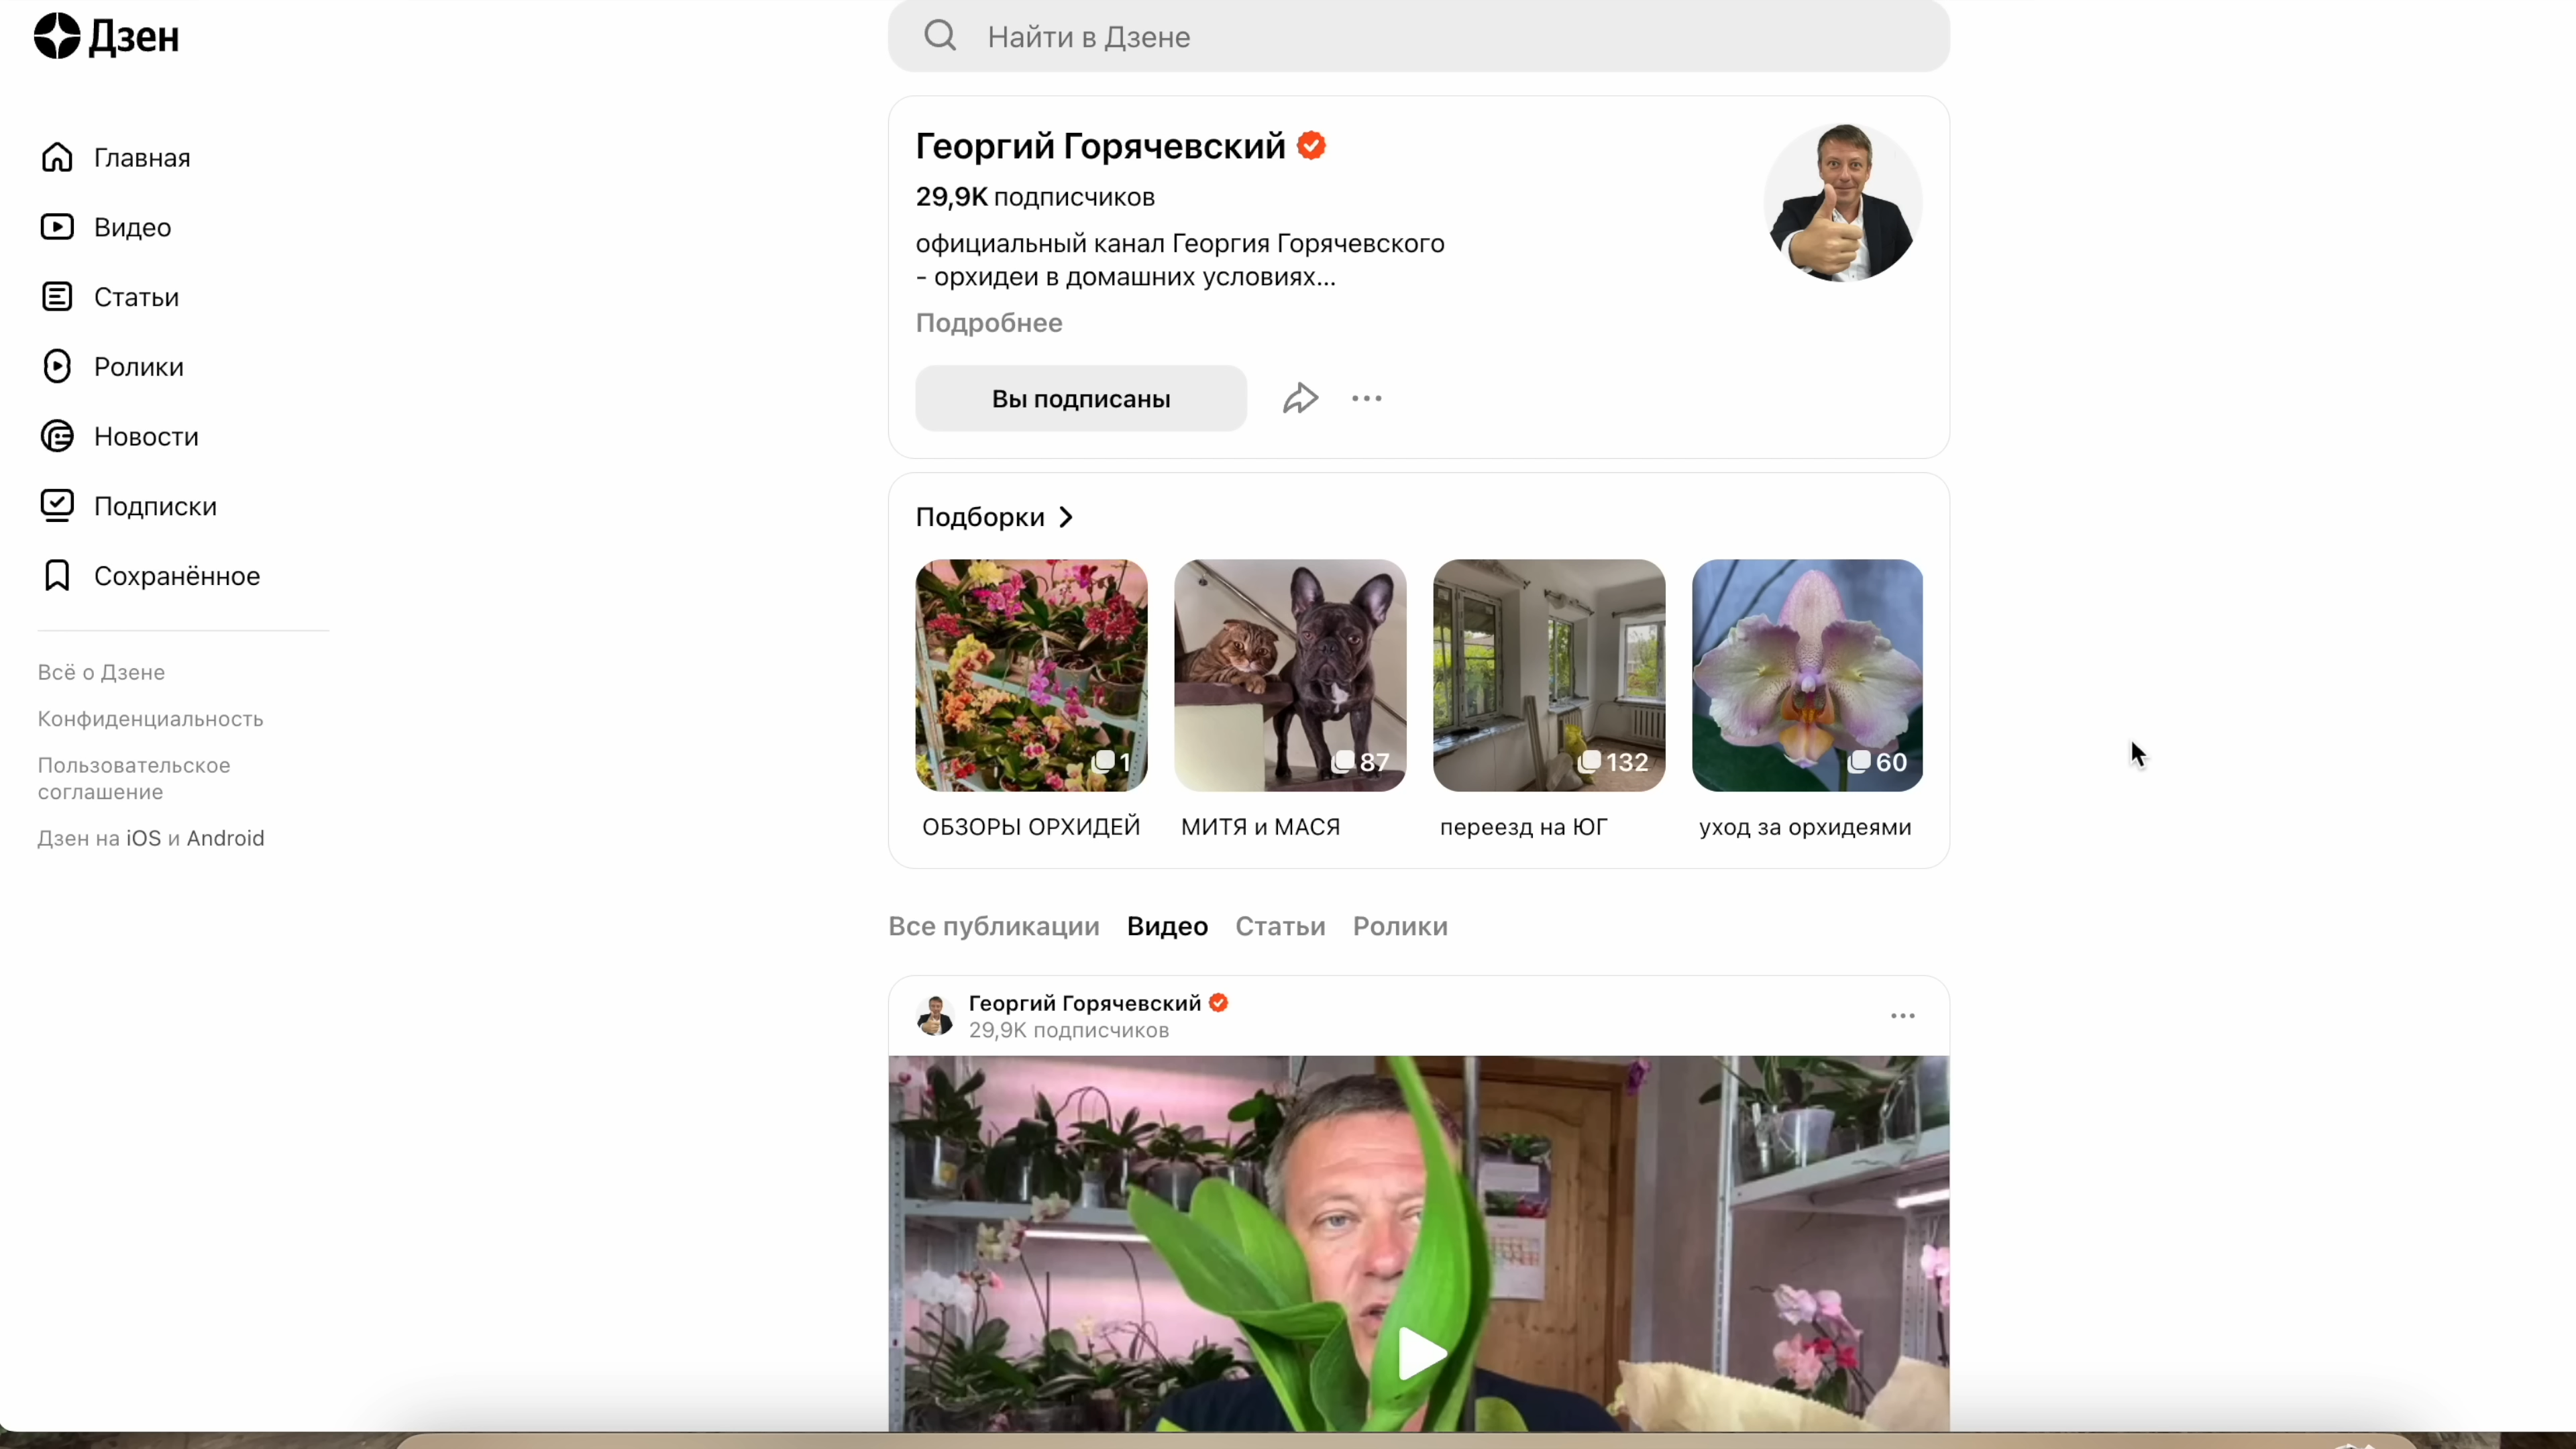 Дзен
Найти в Дзене
Главная
Видео
Статьи
Ролики
Новости
Подписки
Сохранённое
Всё о Дзене
Конфиденциальность
Пользовательское
соглашение
Дзен на iOS и Android
Георгий Горячевский
29,9K подписчиков
официальный канал Георгия Горячевского
- орхидеи в домашних условиях...
Подробнее
Вы подписаны
Подборки
1
87
132
60
ОБЗОРЫ ОРХИДЕЙ
МИТЯ и МАСЯ
переезд на ЮГ
уход за орхидеями
Все публикации Видео Статьи Ролики
Георгий Горячевский
29,9K подписчиков